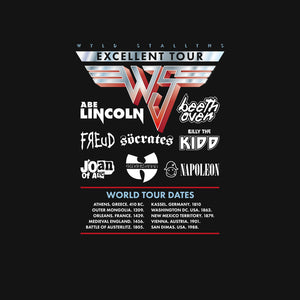 WYLD STALLYNS
EXCELLENT TOUR
WS
ABE LINCOLN
beethoven
FREUD
söcrates
BILLY THE KIDD
JOan Of Arc
NAPOLEON
WORLD TOUR DATES
ATHENS, GREECE, 410 BC.
OUTER MONGOLIA, 1209.
ORLEANS, FRANCE, 1429.
MEDIEVAL ENGLAND, 1456.
BATTLE OF AUSTERLITZ, 1805.
KASSEL, GERMANY, 1810
WASHINGTON DC, USA. 1863.
NEW MEXICO TERRITORY, 1879.
VIENNA, AUSTRIA. 1901.
SAN DIMAS, USA. 1988.